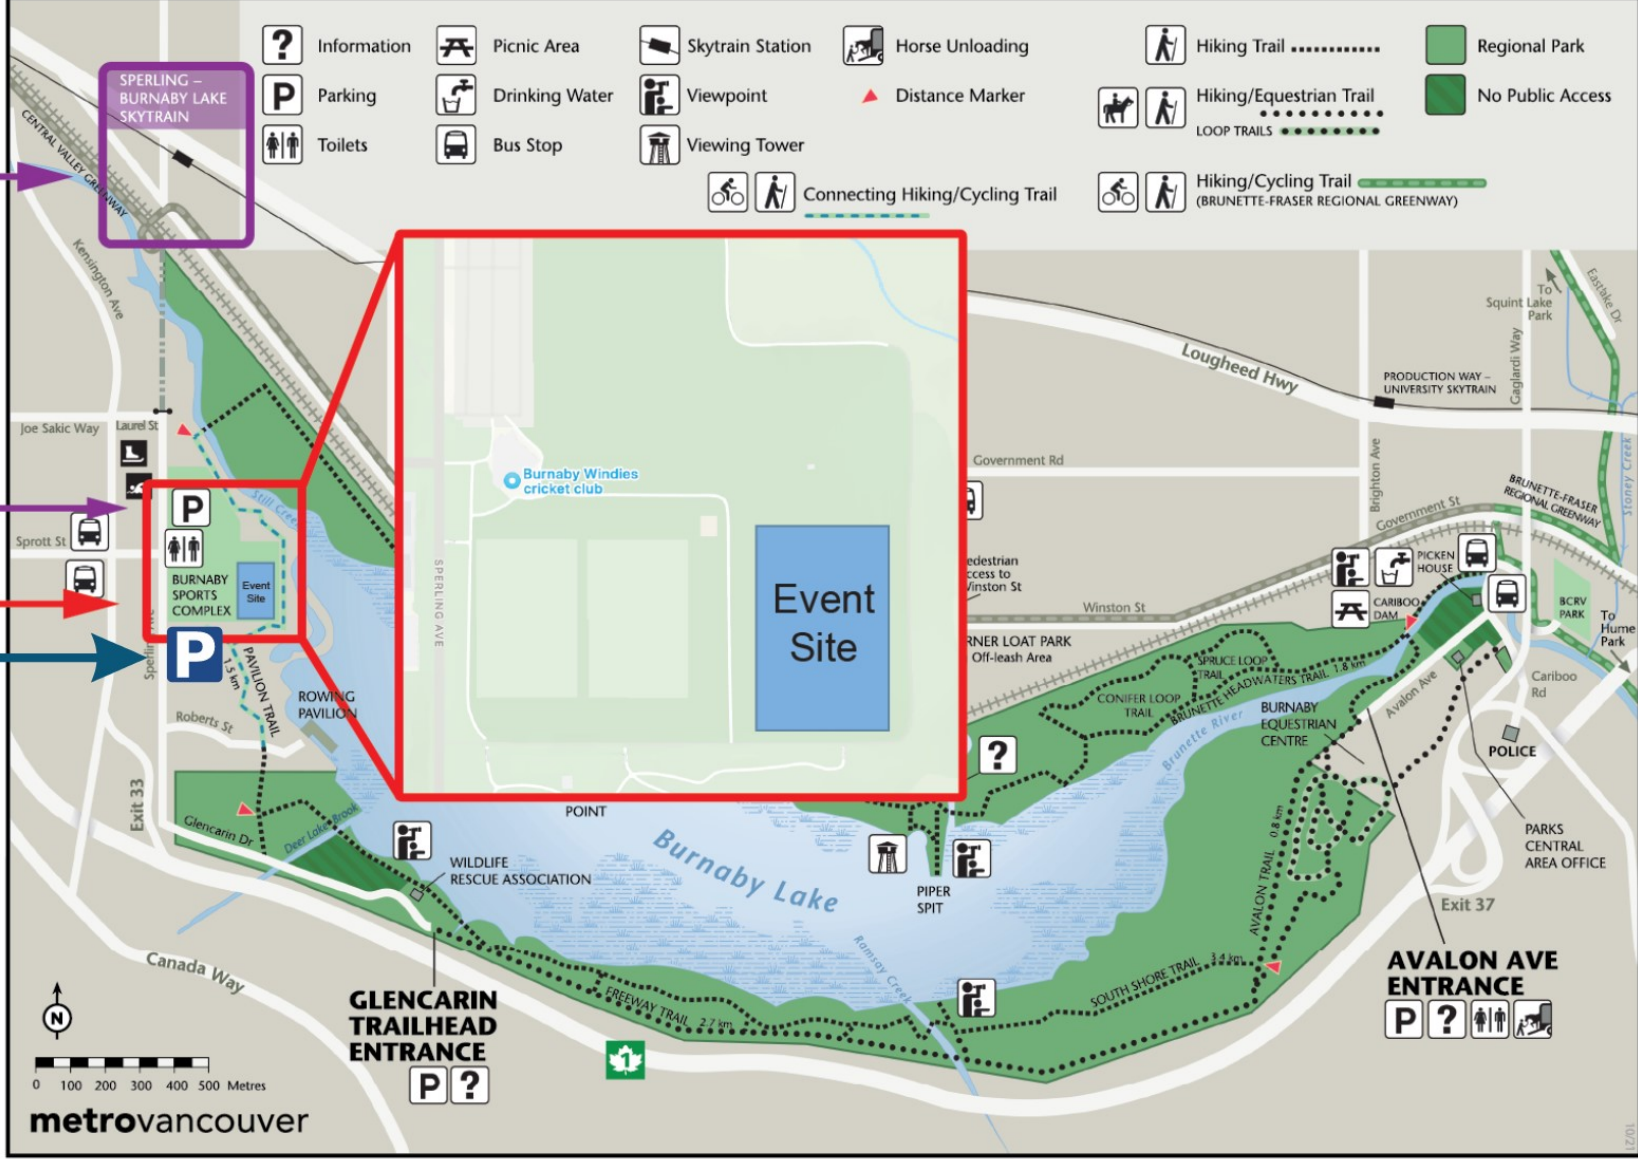 Information
Parking
Toilets
Picnic Area
Drinking Water
Bus Stop
Skytrain Station
Viewpoint
Viewing Tower
Horse Unloading
Distance Marker
Connecting Hiking/Cycling Trail
Hiking Trail
Hiking/Equestrian Trail
LOOP TRAILS
Hiking/Cycling Trail
(BRUNETTE-FRASER REGIONAL GREENWAY)
Regional Park
No Public Access
SPERLING –
BURNABY LAKE
SKYTRAIN
CENTRAL VALLEY GREENWAY
Kensington Ave
Joe Sakic Way
Laurel St
Sprott St
P
Still Creek
BURNABY
SPORTS
COMPLEX
Event
Site
P
1.5 km
PAVILION TRAIL
ROWING
PAVILION
Roberts St
Exit 33
Glencarin Dr
Deer Lake Brook
WILDLIFE
RESCUE ASSOCIATION
Canada Way
N
0 100 200 300 400 500 Metres
metrovancouver
GLENCARIN
TRAILHEAD
ENTRANCE
P ?
Burnaby Windies
cricket club
SPERLING AVE
Event
Site
POINT
Burnaby Lake
PIPER
SPIT
?
FREEWAY TRAIL 2.7 km
1
Ramsay Creek
SOUTH SHORE TRAIL 3.4 km
AVALON TRAIL 0.8 km
Lougheed Hwy
PRODUCTION WAY –
UNIVERSITY SKYTRAIN
To
Squint Lake
Park
Eastlake Dr
Gaglardi Way
Stoney Creek
Government Rd
Brighton Ave
Government St
BRUNETTE-FRASER
REGIONAL GREENWAY
Winston St
edestrian
ccess to
Winston St
RNER LOAT PARK
Off-leash Area
SPRUCE LOOP
TRAIL
CONIFER LOOP
TRAIL
BRUNETTE HEADWATERS TRAIL 1.8 km
Brunette River
BURNABY
EQUESTRIAN
CENTRE
PICKEN
HOUSE
CARIBOO
DAM
BCRV
PARK
To
Hume
Park
Cariboo
Rd
Avalon Ave
POLICE
PARKS
CENTRAL
AREA OFFICE
Exit 37
AVALON AVE
ENTRANCE
P ?
10/21